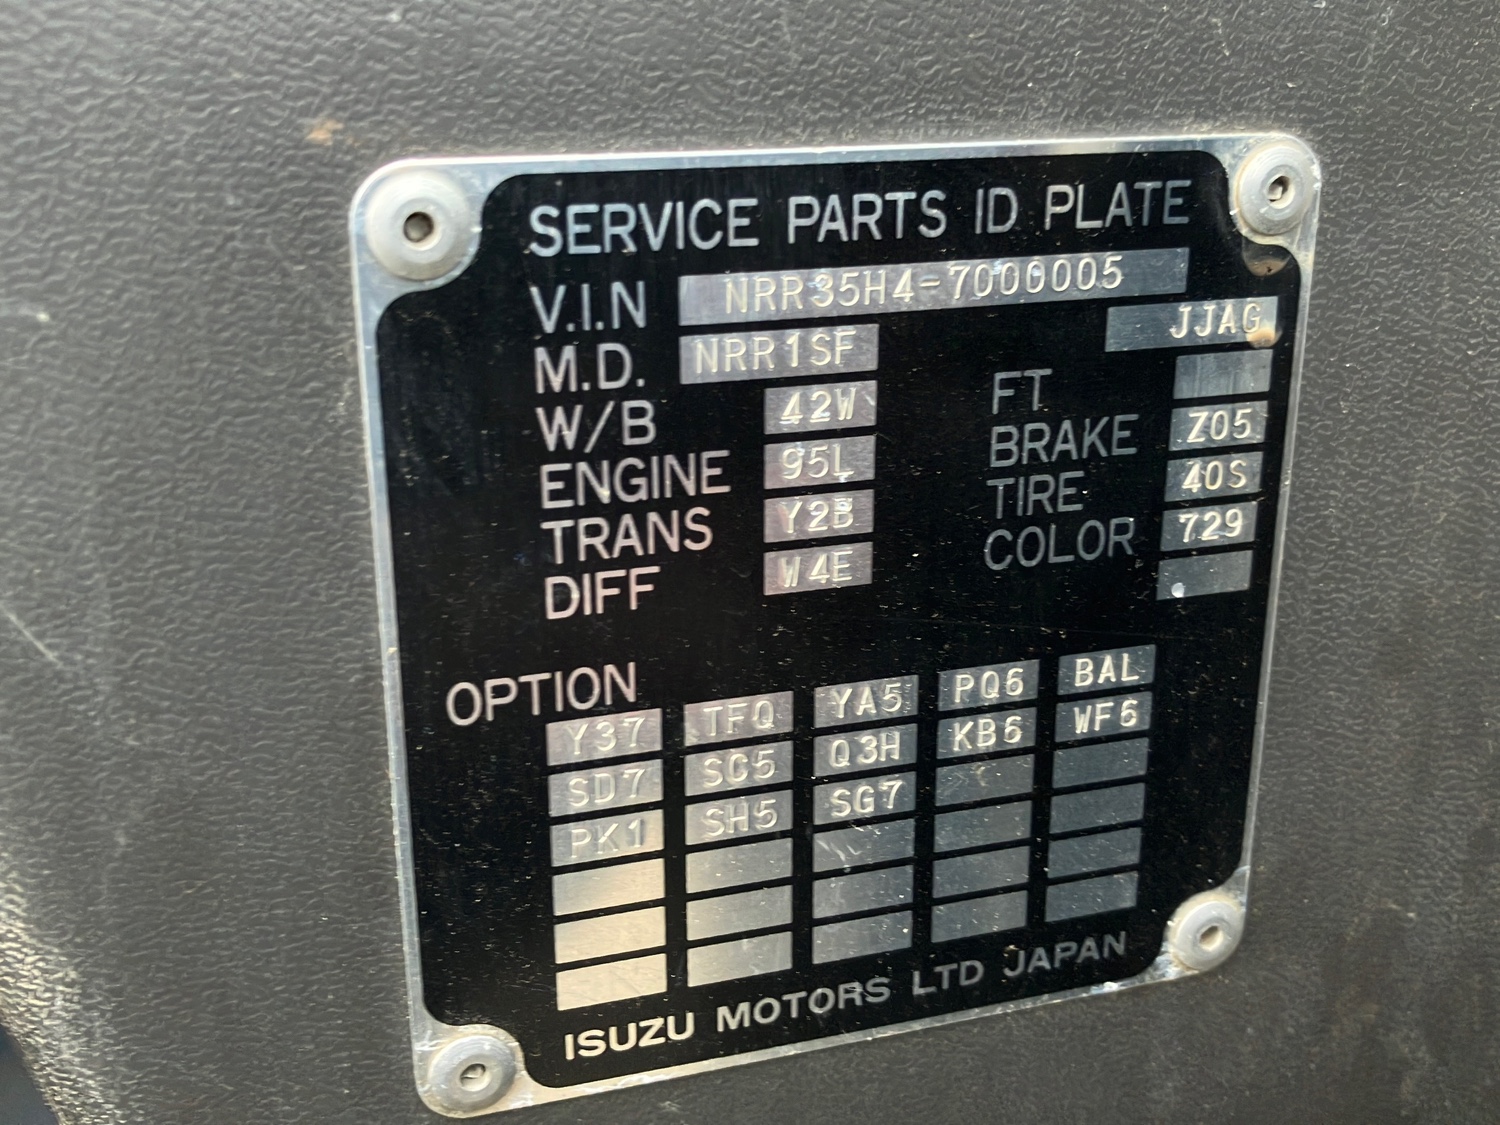 SERVICE PARTS ID PLATE
V.I.N NRR35H4-7000005
JJAG
M.D. NRR1SF
FT
W/B 42W
BRAKE Z05
ENGINE 95L
TIRE 40S
TRANS Y2B
COLOR 729
DIFF W4E
OPTION
Y37 TFQ YA5 PQ6 BAL
SD7 SC5 Q3H KB6 WF6
PK1 SH5 SG7
ISUZU MOTORS LTD JAPAN